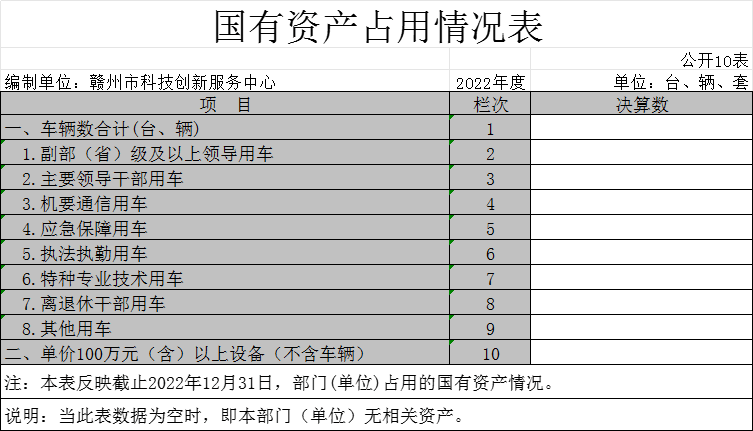 国有资产占用情况表
公开10表
编制单位：赣州市科技创新服务中心 2022年度 单位：台、辆、套
项 目 栏次 决算数
一、车辆数合计(台、辆) 1
1.副部（省）级及以上领导用车 2
2.主要领导干部用车 3
3.机要通信用车 4
4.应急保障用车 5
5.执法执勤用车 6
6.特种专业技术用车 7
7.离退休干部用车 8
8.其他用车 9
二、单价100万元（含）以上设备（不含车辆） 10
注：本表反映截止2022年12月31日，部门(单位)占用的国有资产情况。
说明：当此表数据为空时，即本部门（单位）无相关资产。